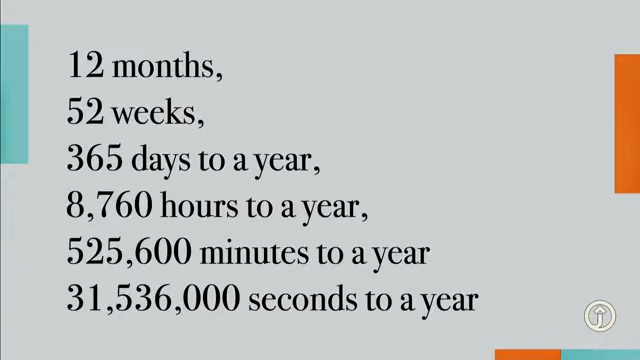 12 months,
52 weeks,
365 days to a year,
8,760 hours to a year,
525,600 minutes to a year
31,536,000 seconds to a year